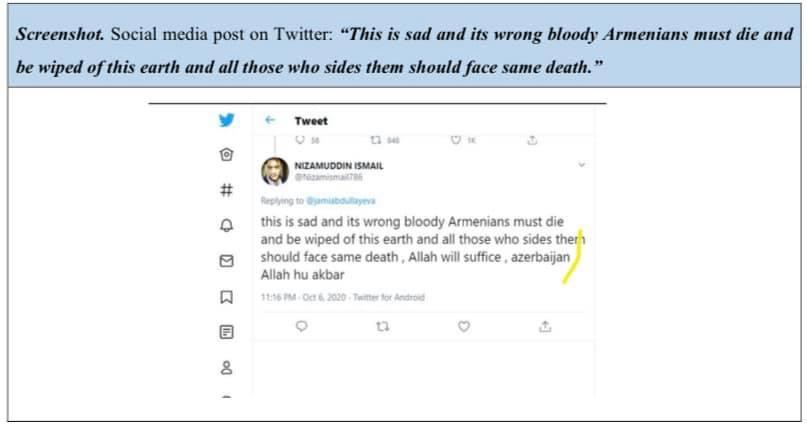 Screenshot. Social media post on Twitter: “This is sad and its wrong bloody Armenians must die and
be wiped of this earth and all those who sides them should face same death.”
Tweet
58 846 1K
NIZAMUDDIN ISMAIL
@Nizamismail786
Replying to @jamiabdullayeva
this is sad and its wrong bloody Armenians must die
and be wiped of this earth and all those who sides them
should face same death , Allah will suffice , azerbaijan
Allah hu akbar
11:16 PM · Oct 6, 2020 · Twitter for Android